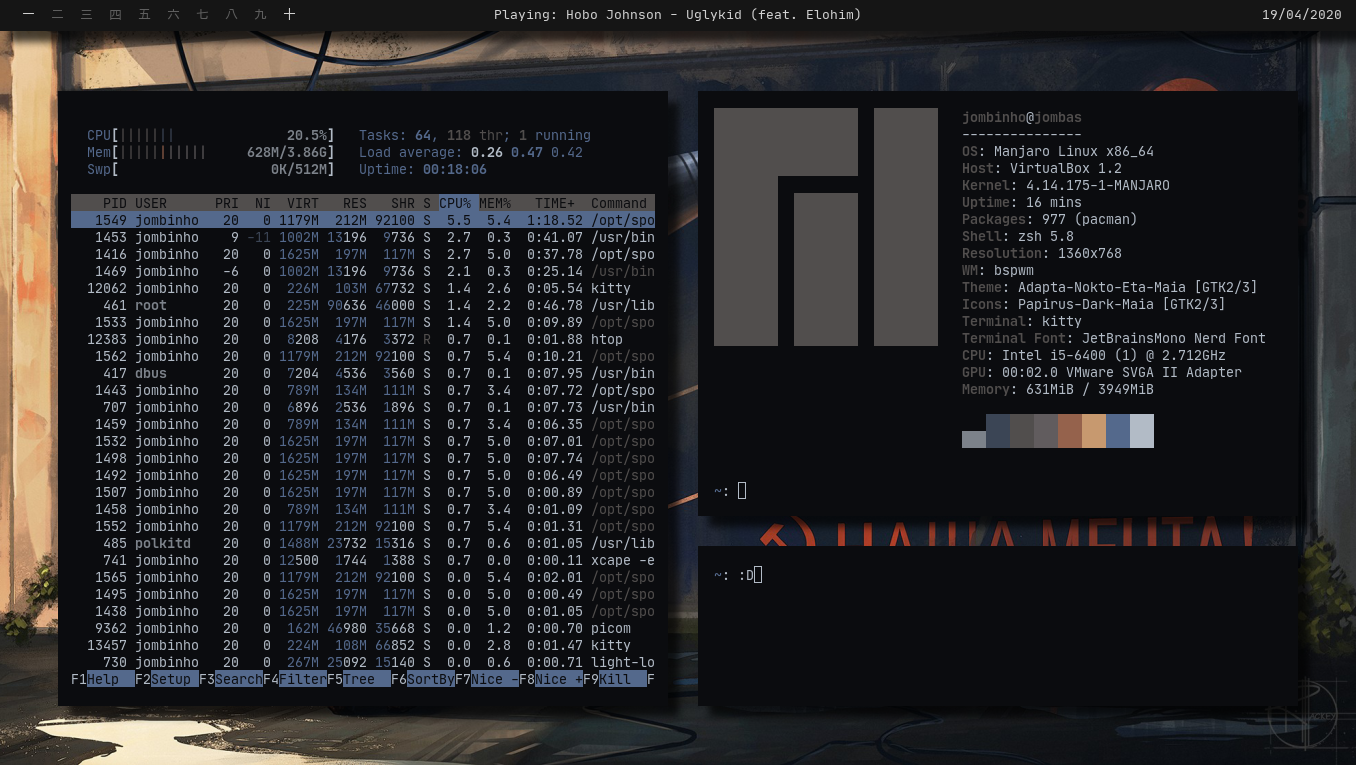 一 二 三 四 五 六 七 八 九 十
Playing: Hobo Johnson - Uglykid (feat. Elohim)
19/04/2020
CPU[||||||| 20.5%] Tasks: 64, 118 thr; 1 running
Mem[||||||||||| 628M/3.86G] Load average: 0.26 0.47 0.42
Swp[ 0K/512M] Uptime: 00:18:06
PID USER PRI NI VIRT RES SHR S CPU% MEM% TIME+ Command
1549 jombinho 20 0 1179M 212M 92100 S 5.5 5.4 1:18.52 /opt/spo
1453 jombinho 9 -11 1002M 13196 9736 S 2.7 0.3 0:41.07 /usr/bin
1416 jombinho 20 0 1625M 197M 117M S 2.7 5.0 0:37.78 /opt/spo
1469 jombinho -6 0 1002M 13196 9736 S 2.1 0.3 0:25.14 /usr/bin
12062 jombinho 20 0 226M 103M 67732 S 1.4 2.6 0:05.54 kitty
461 root 20 0 225M 90636 46000 S 1.4 2.2 0:46.78 /usr/lib
1533 jombinho 20 0 1625M 197M 117M S 1.4 5.0 0:09.89 /opt/spo
12383 jombinho 20 0 8208 4176 3372 R 0.7 0.1 0:01.88 htop
1562 jombinho 20 0 1179M 212M 92100 S 0.7 5.4 0:10.21 /opt/spo
417 dbus 20 0 7204 4536 3560 S 0.7 0.1 0:07.95 /usr/bin
1443 jombinho 20 0 789M 134M 111M S 0.7 3.4 0:07.72 /opt/spo
707 jombinho 20 0 6896 2536 1896 S 0.7 0.1 0:07.73 /usr/bin
1459 jombinho 20 0 789M 134M 111M S 0.7 3.4 0:06.35 /opt/spo
1532 jombinho 20 0 1625M 197M 117M S 0.7 5.0 0:07.01 /opt/spo
1498 jombinho 20 0 1625M 197M 117M S 0.7 5.0 0:07.54 /opt/spo
1492 jombinho 20 0 1625M 197M 117M S 0.7 5.0 0:06.49 /opt/spo
1507 jombinho 20 0 1625M 197M 117M S 0.7 5.0 0:00.89 /opt/spo
1458 jombinho 20 0 789M 134M 111M S 0.7 3.4 0:01.09 /opt/spo
1552 jombinho 20 0 1179M 212M 92100 S 0.7 5.4 0:01.31 /opt/spo
485 polkitd 20 0 1488M 23732 15316 S 0.7 0.6 0:01.05 /usr/lib
741 jombinho 20 0 12500 1744 1388 S 0.7 0.0 0:00.11 xcape -e
1565 jombinho 20 0 1179M 212M 92100 S 0.0 5.4 0:02.01 /opt/spo
1495 jombinho 20 0 1625M 197M 117M S 0.0 5.0 0:00.49 /opt/spo
1438 jombinho 20 0 1625M 197M 117M S 0.0 5.0 0:01.05 /opt/spo
9362 jombinho 20 0 162M 46980 35668 S 0.0 1.2 0:00.70 picom
13457 jombinho 20 0 224M 108M 66852 S 0.0 2.8 0:01.47 kitty
730 jombinho 20 0 267M 25092 15140 S 0.0 0.6 0:00.71 light-lo
F1Help F2Setup F3SearchF4FilterF5Tree F6SortByF7Nice -F8Nice +F9Kill F
jombinho@jombas
---------------
OS: Manjaro Linux x86_64
Host: VirtualBox 1.2
Kernel: 4.14.175-1-MANJARO
Uptime: 16 mins
Packages: 977 (pacman)
Shell: zsh 5.8
Resolution: 1360x768
WM: bspwm
Theme: Adapta-Nokto-Eta-Maia [GTK2/3]
Icons: Papirus-Dark-Maia [GTK2/3]
Terminal: kitty
Terminal Font: JetBrainsMono Nerd Font
CPU: Intel i5-6400 (1) @ 2.712GHz
GPU: 00:02.0 VMware SVGA II Adapter
Memory: 631MiB / 3949MiB
~:
~: :D